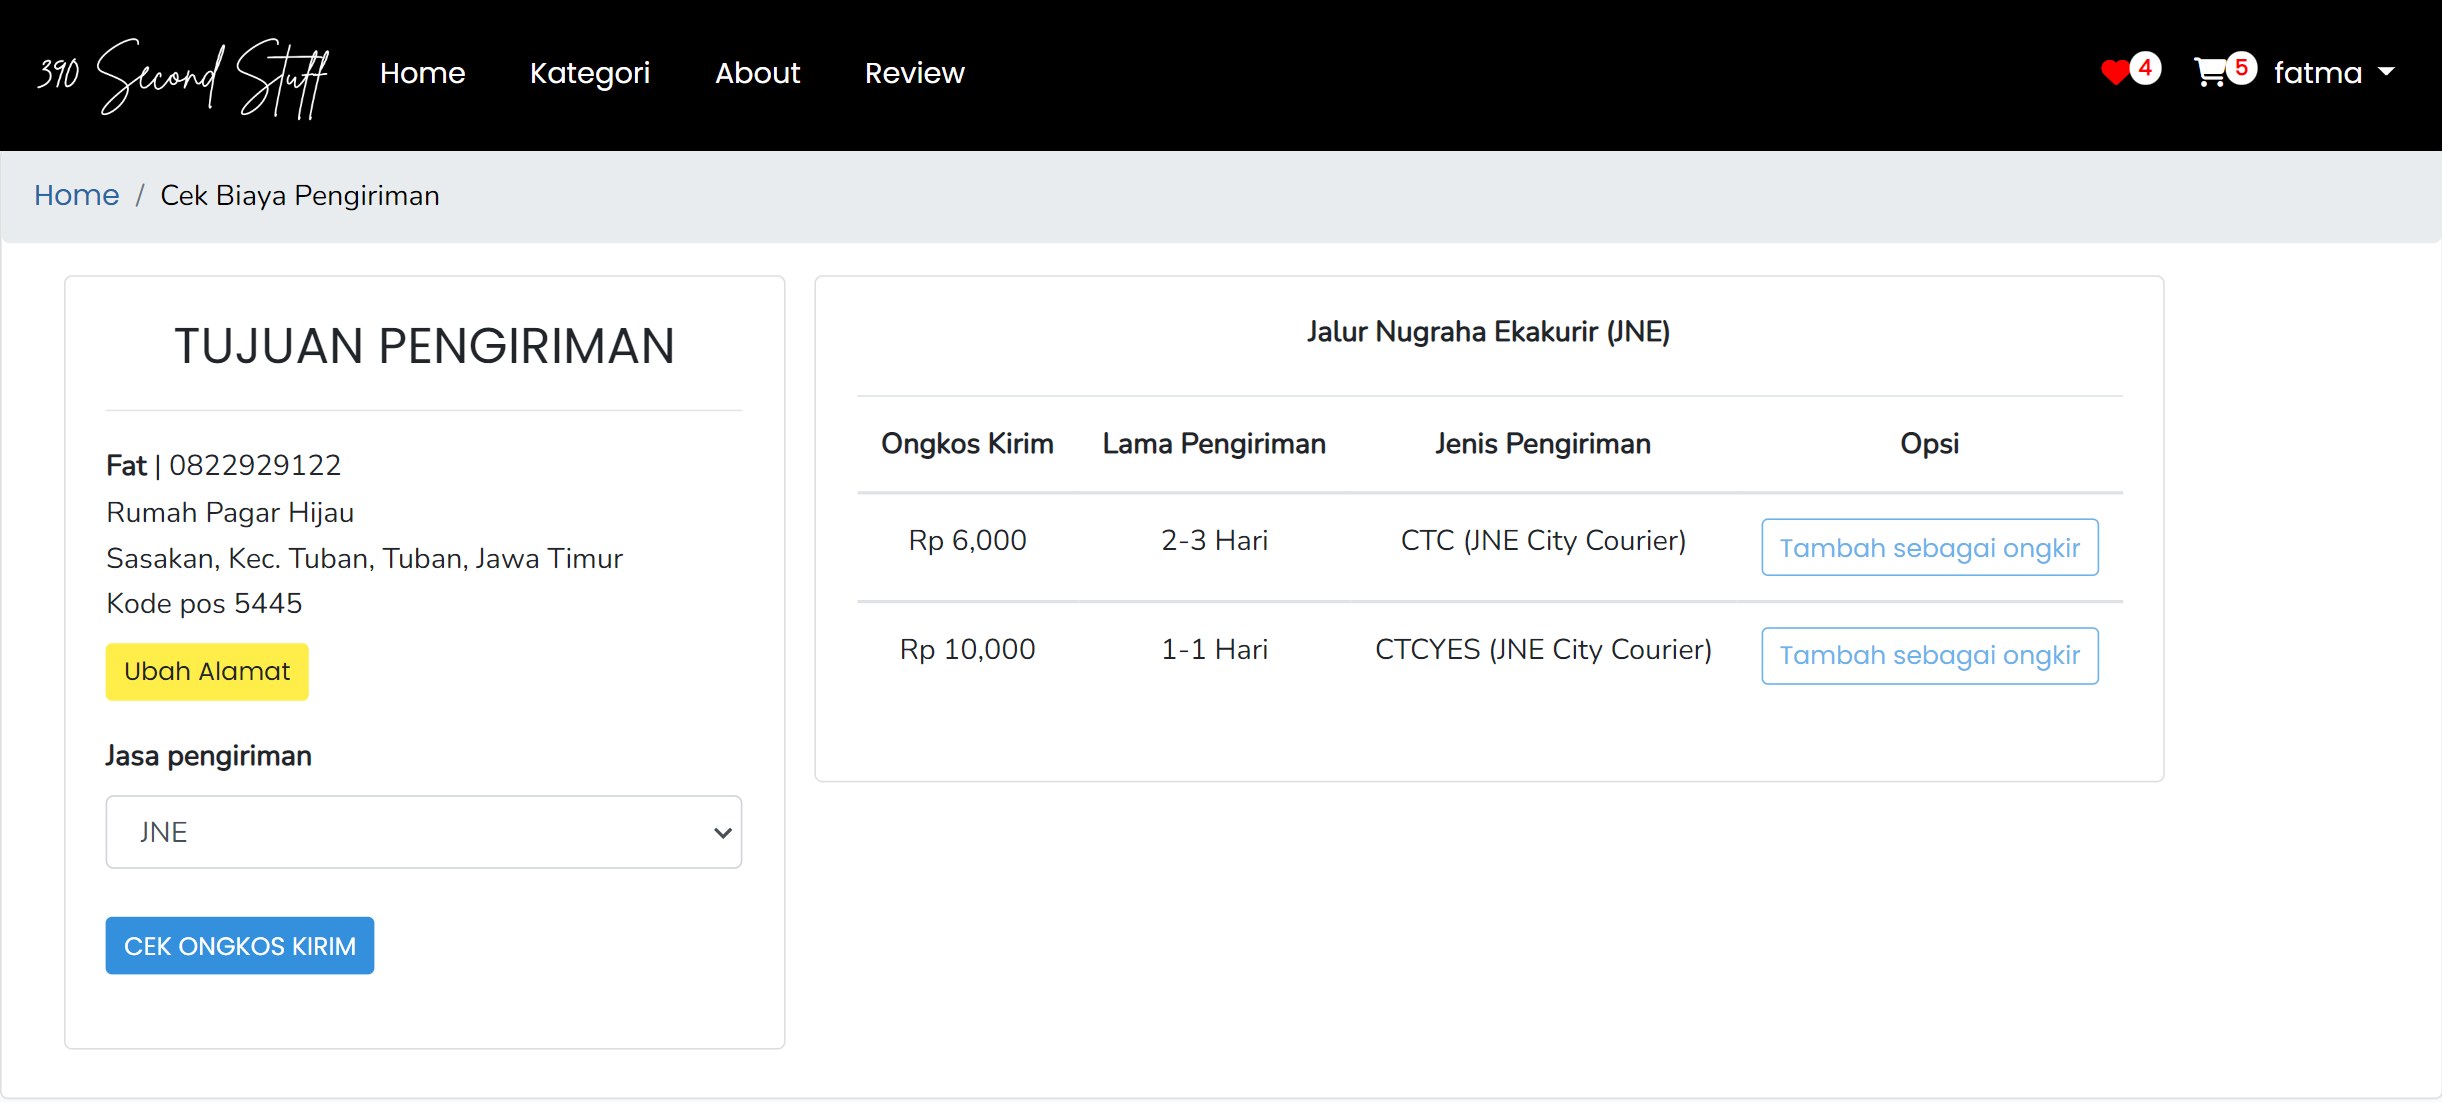 390 Second Stuff Home Kategori About Review 4 5 fatma
Home / Cek Biaya Pengiriman
TUJUAN PENGIRIMAN
Fat | 0822929122
Rumah Pagar Hijau
Sasakan, Kec. Tuban, Tuban, Jawa Timur
Kode pos 5445
Ubah Alamat
Jasa pengiriman
JNE
CEK ONGKOS KIRIM
Jalur Nugraha Ekakurir (JNE)
Ongkos Kirim Lama Pengiriman Jenis Pengiriman Opsi
Rp 6,000 2-3 Hari CTC (JNE City Courier) Tambah sebagai ongkir
Rp 10,000 1-1 Hari CTCYES (JNE City Courier) Tambah sebagai ongkir